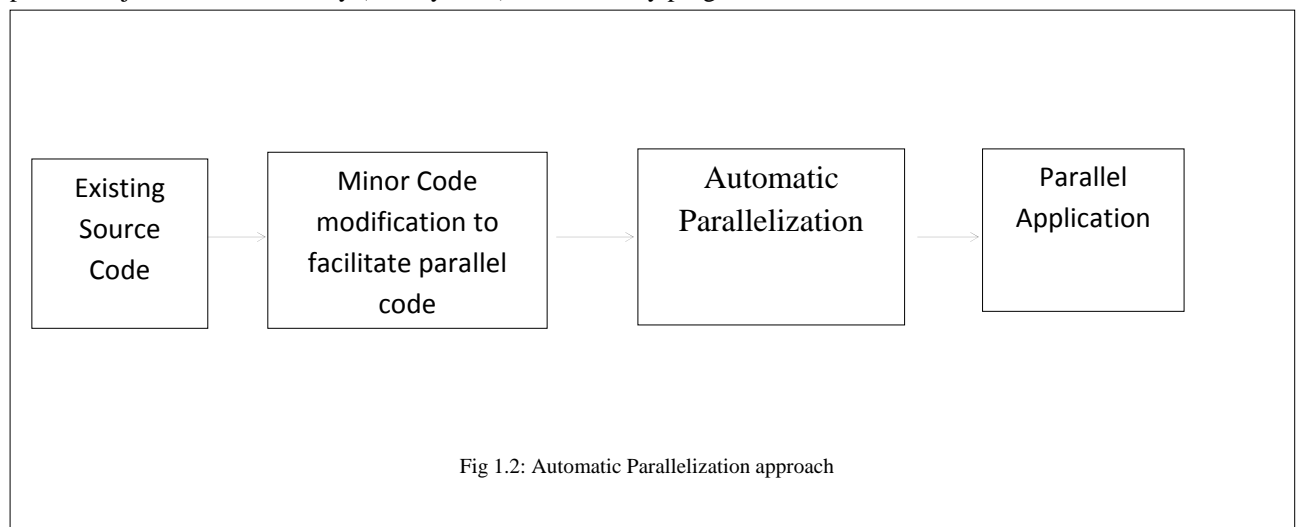 Existing
Source
Code
Minor Code
modification to
facilitate parallel
code
Automatic
Parallelization
Parallel
Application
Fig 1.2: Automatic Parallelization approach